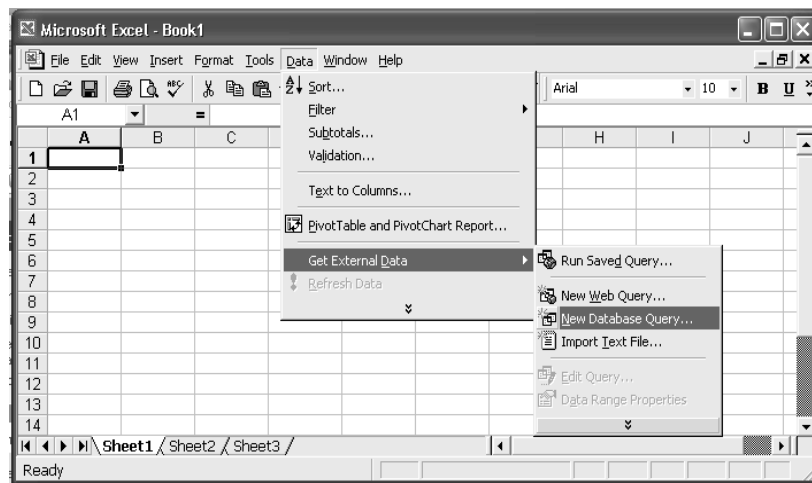 Microsoft Excel - Book1
File Edit View Insert Format Tools Data Window Help
ABC Arial 10 B U
A1 =
A B C H I J
1
2
3
4
5
6
7
8
9
10
11
12
13
14
Sort...
Filter
Subtotals...
Validation...
Text to Columns...
PivotTable and PivotChart Report...
Get External Data
Refresh Data
Run Saved Query...
New Web Query...
New Database Query...
Import Text File...
Edit Query...
Data Range Properties
Sheet1 Sheet2 Sheet3
Ready